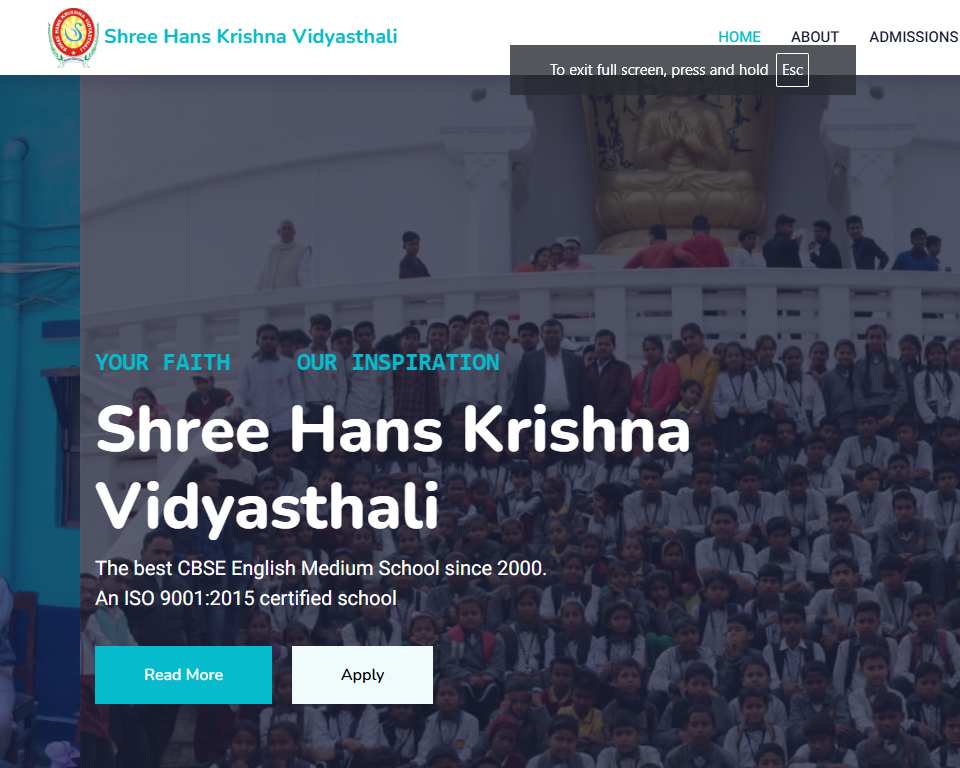 Shree Hans Krishna Vidyasthali
HOME ABOUT ADMISSIONS
To exit full screen, press and hold Esc
YOUR FAITH OUR INSPIRATION
Shree Hans Krishna
Vidyasthali
The best CBSE English Medium School since 2000.
An ISO 9001:2015 certified school
Read More Apply